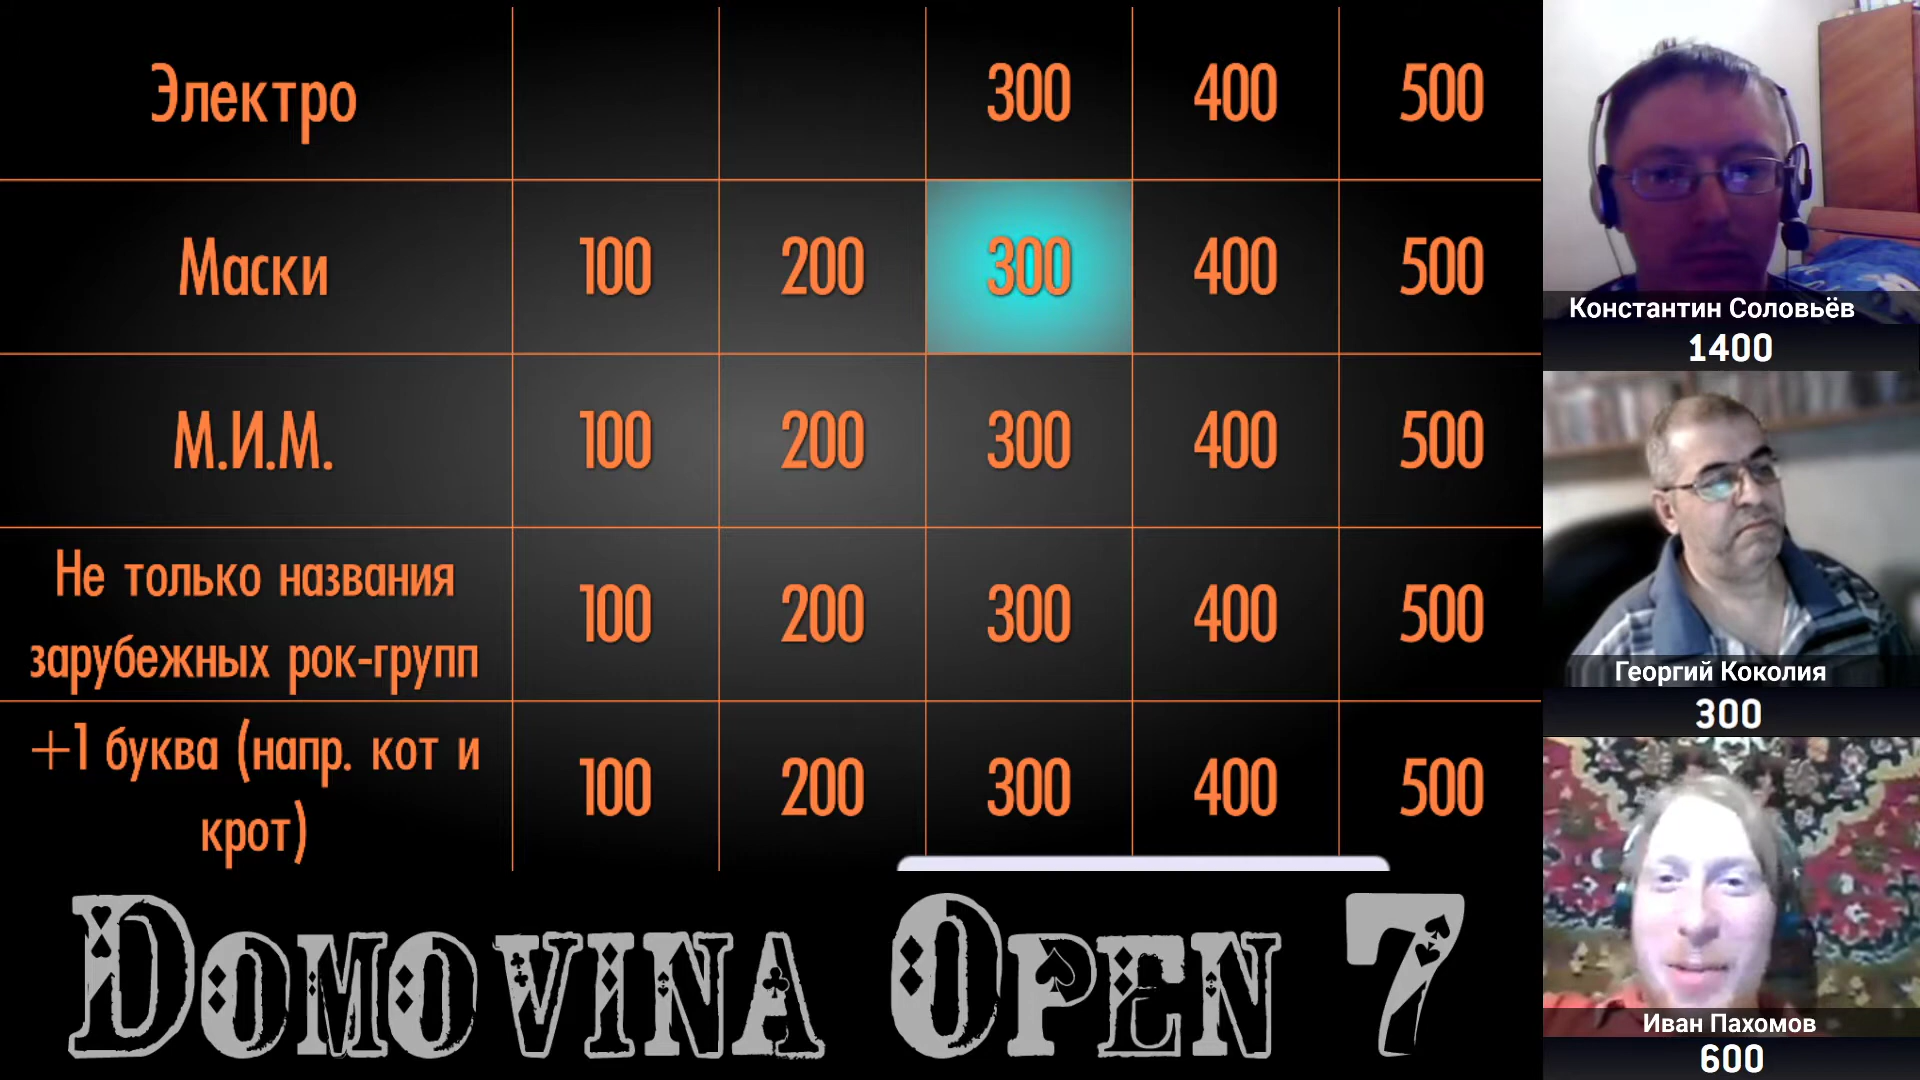 Электро 300 400 500
Маски 100 200 300 400 500
М.И.М. 100 200 300 400 500
Не только названия
зарубежных рок-групп 100 200 300 400 500
+1 буква (напр. кот и
крот) 100 200 300 400 500
Domovina Open 7
Константин Соловьёв
1400
Георгий Коколия
300
Иван Пахомов
600